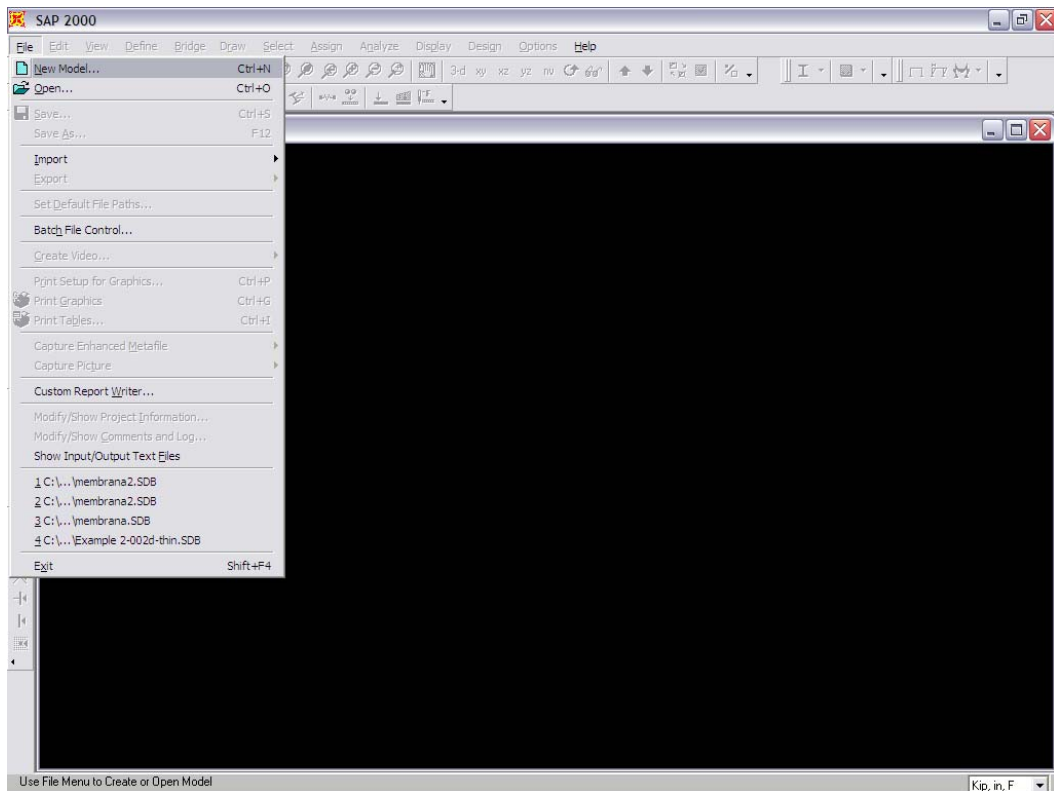 SAP 2000
File Edit View Define Bridge Draw Select Assign Analyze Display Design Options Help
New Model... Ctrl+N
3-d xy xz yz nv
Open... Ctrl+O
Save... Ctrl+S
Save As... F12
Import
Export
Set Default File Paths...
Batch File Control...
Create Video...
Print Setup for Graphics... Ctrl+P
Print Graphics Ctrl+G
Print Tables... Ctrl+I
Capture Enhanced Metafile
Capture Picture
Custom Report Writer...
Modify/Show Project Information...
Modify/Show Comments and Log...
Show Input/Output Text Files
1 C:\...\membrana2.SDB
2 C:\...\membrana2.SDB
3 C:\...\membrana.SDB
4 C:\...\Example 2-002d-thin.SDB
Exit Shift+F4
Use File Menu to Create or Open Model
Kip, in, F